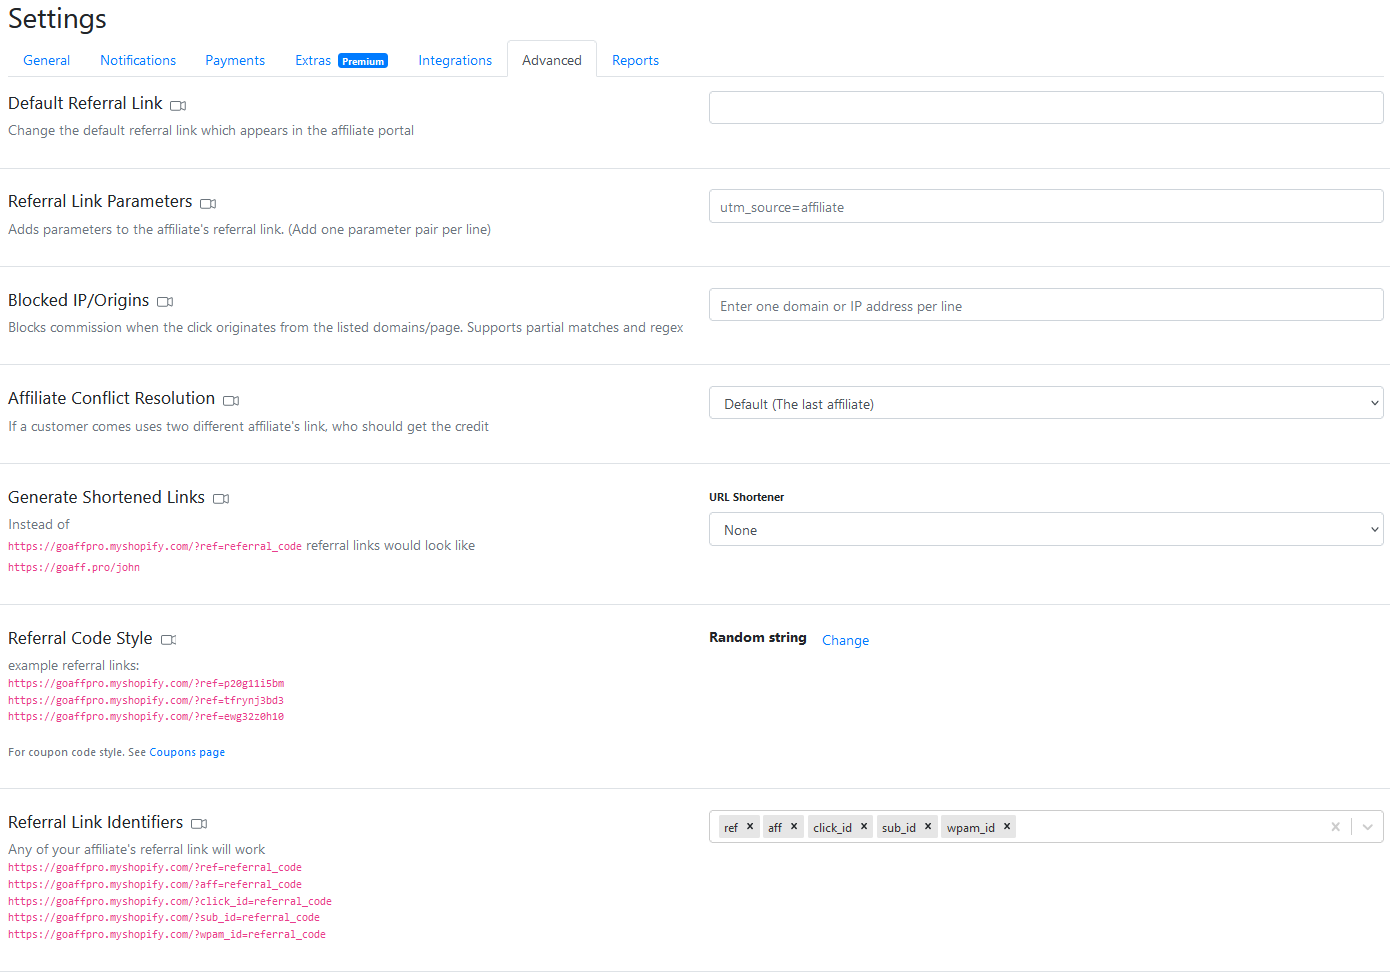 Settings
General Notifications Payments Extras Premium Integrations Advanced Reports
Default Referral Link
Change the default referral link which appears in the affiliate portal
Referral Link Parameters
Adds parameters to the affiliate's referral link. (Add one parameter pair per line)
utm_source=affiliate
Blocked IP/Origins
Blocks commission when the click originates from the listed domains/page. Supports partial matches and regex
Enter one domain or IP address per line
Affiliate Conflict Resolution
If a customer comes uses two different affiliate's link, who should get the credit
Default (The last affiliate)
Generate Shortened Links
Instead of
https://goaffpro.myshopify.com/?ref=referral_code referral links would look like
https://goaff.pro/john
URL Shortener
None
Referral Code Style
example referral links:
https://goaffpro.myshopify.com/?ref=p20g11i5bm
https://goaffpro.myshopify.com/?ref=tfrynj3bd3
https://goaffpro.myshopify.com/?ref=ewg32z0h10
For coupon code style. See Coupons page
Random string Change
Referral Link Identifiers
Any of your affiliate's referral link will work
https://goaffpro.myshopify.com/?ref=referral_code
https://goaffpro.myshopify.com/?aff=referral_code
https://goaffpro.myshopify.com/?click_id=referral_code
https://goaffpro.myshopify.com/?sub_id=referral_code
https://goaffpro.myshopify.com/?wpam_id=referral_code
ref × aff × click_id × sub_id × wpam_id ×